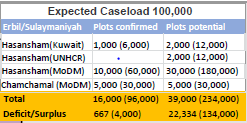 Expected Caseload 100,000
Erbil/Sulaymaniyah Plots confirmed Plots potential
Hasansham(Kuwait) 1,000 (6,000) 2,000 (12,000)
Hasansham(UNHCR) 2,000 (12,000)
Hasansham(MoDM) 10,000 (60,000) 30,000 (180,000)
Chamchamal (MoDM) 5,000 (30,000) 5,000 (30,000)
Total 16,000 (96,000) 39,000 (234,000)
Deficit/Surplus 667 (4,000) 22,334 (134,000)